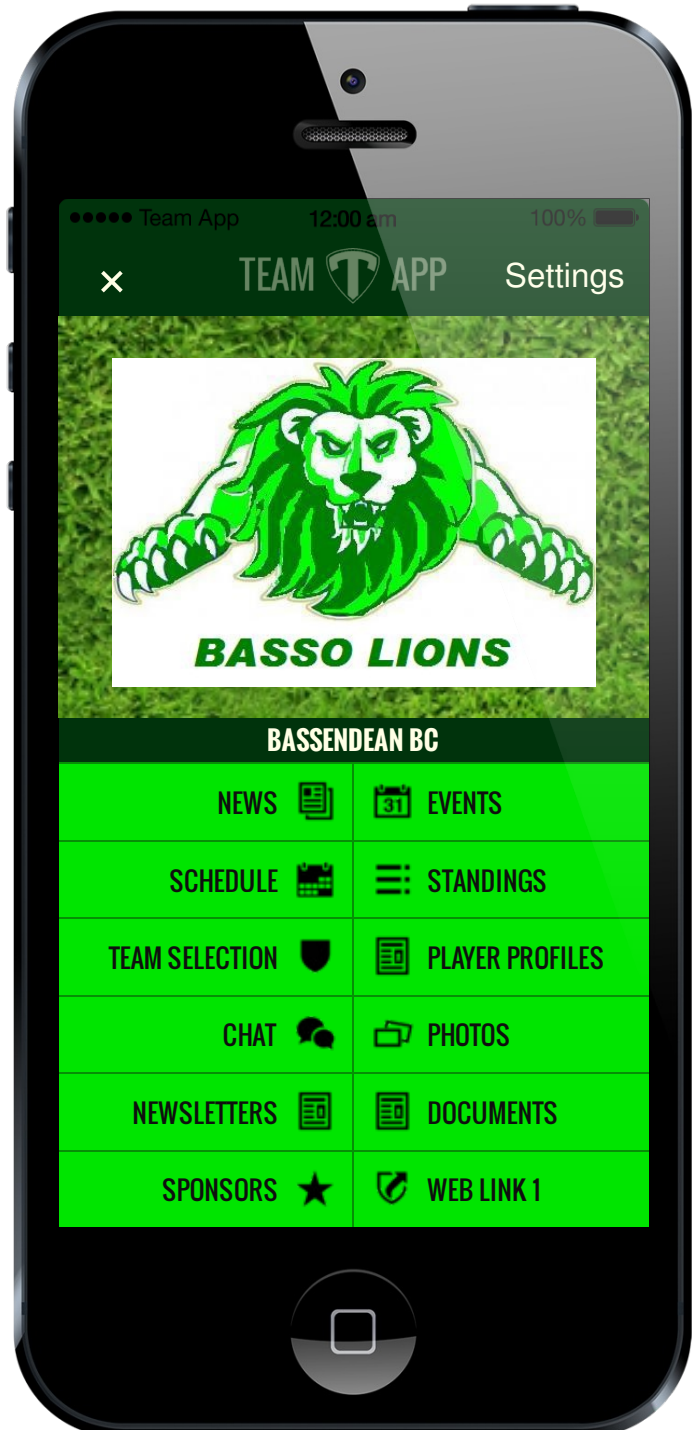 Team App 12:00 am 100%
× TEAM T APP Settings
BASSO LIONS
BASSENDEAN BC
NEWS 31 EVENTS
SCHEDULE STANDINGS
TEAM SELECTION PLAYER PROFILES
CHAT PHOTOS
NEWSLETTERS DOCUMENTS
SPONSORS WEB LINK 1